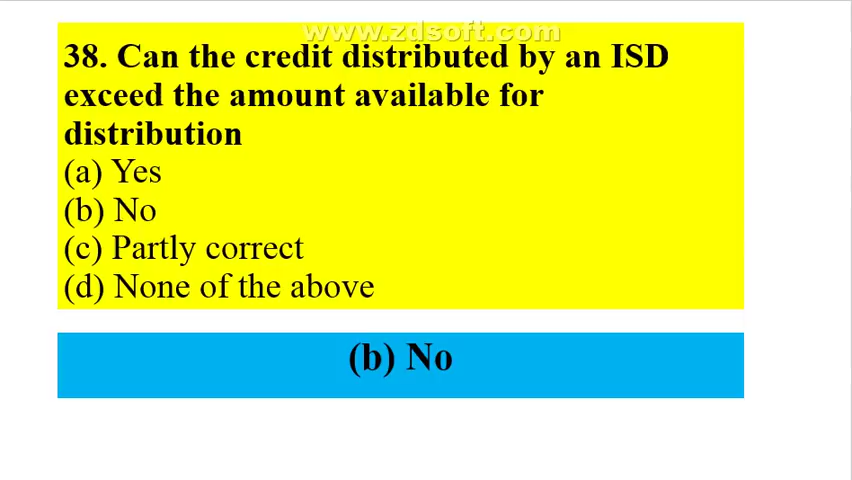 www.zdsoft.com
38. Can the credit distributed by an ISD
exceed the amount available for
distribution
(a) Yes
(b) No
(c) Partly correct
(d) None of the above
(b) No